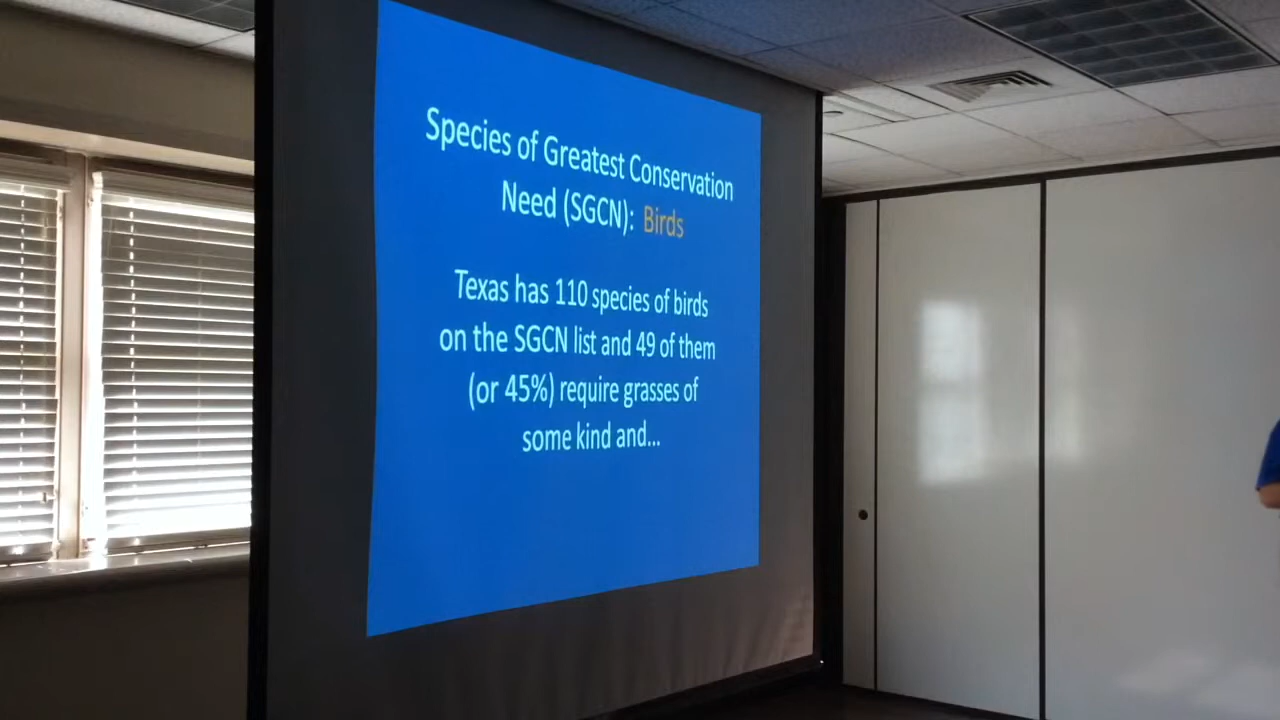 Species of Greatest Conservation
Need (SGCN): Birds
Texas has 110 species of birds
on the SGCN list and 49 of them
(or 45%) require grasses of
some kind and...